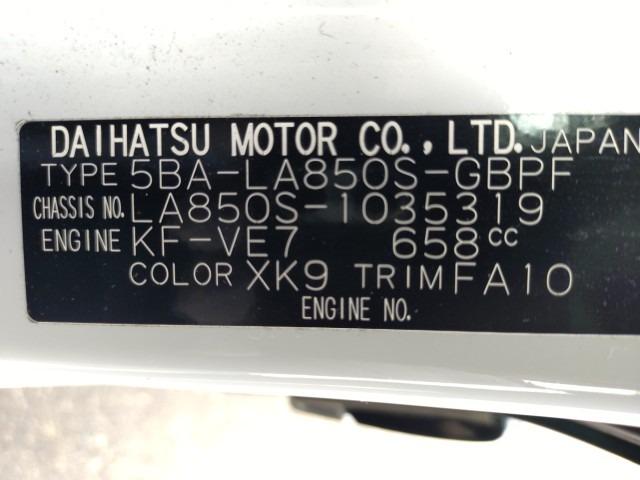 DAIHATSU MOTOR CO., LTD. JAPAN
TYPE 5BA-LA850S-GBPF
CHASSIS NO. LA850S-1035319
ENGINE KF-VE7 658cc
COLOR XK9 TRIM FA10
ENGINE NO.